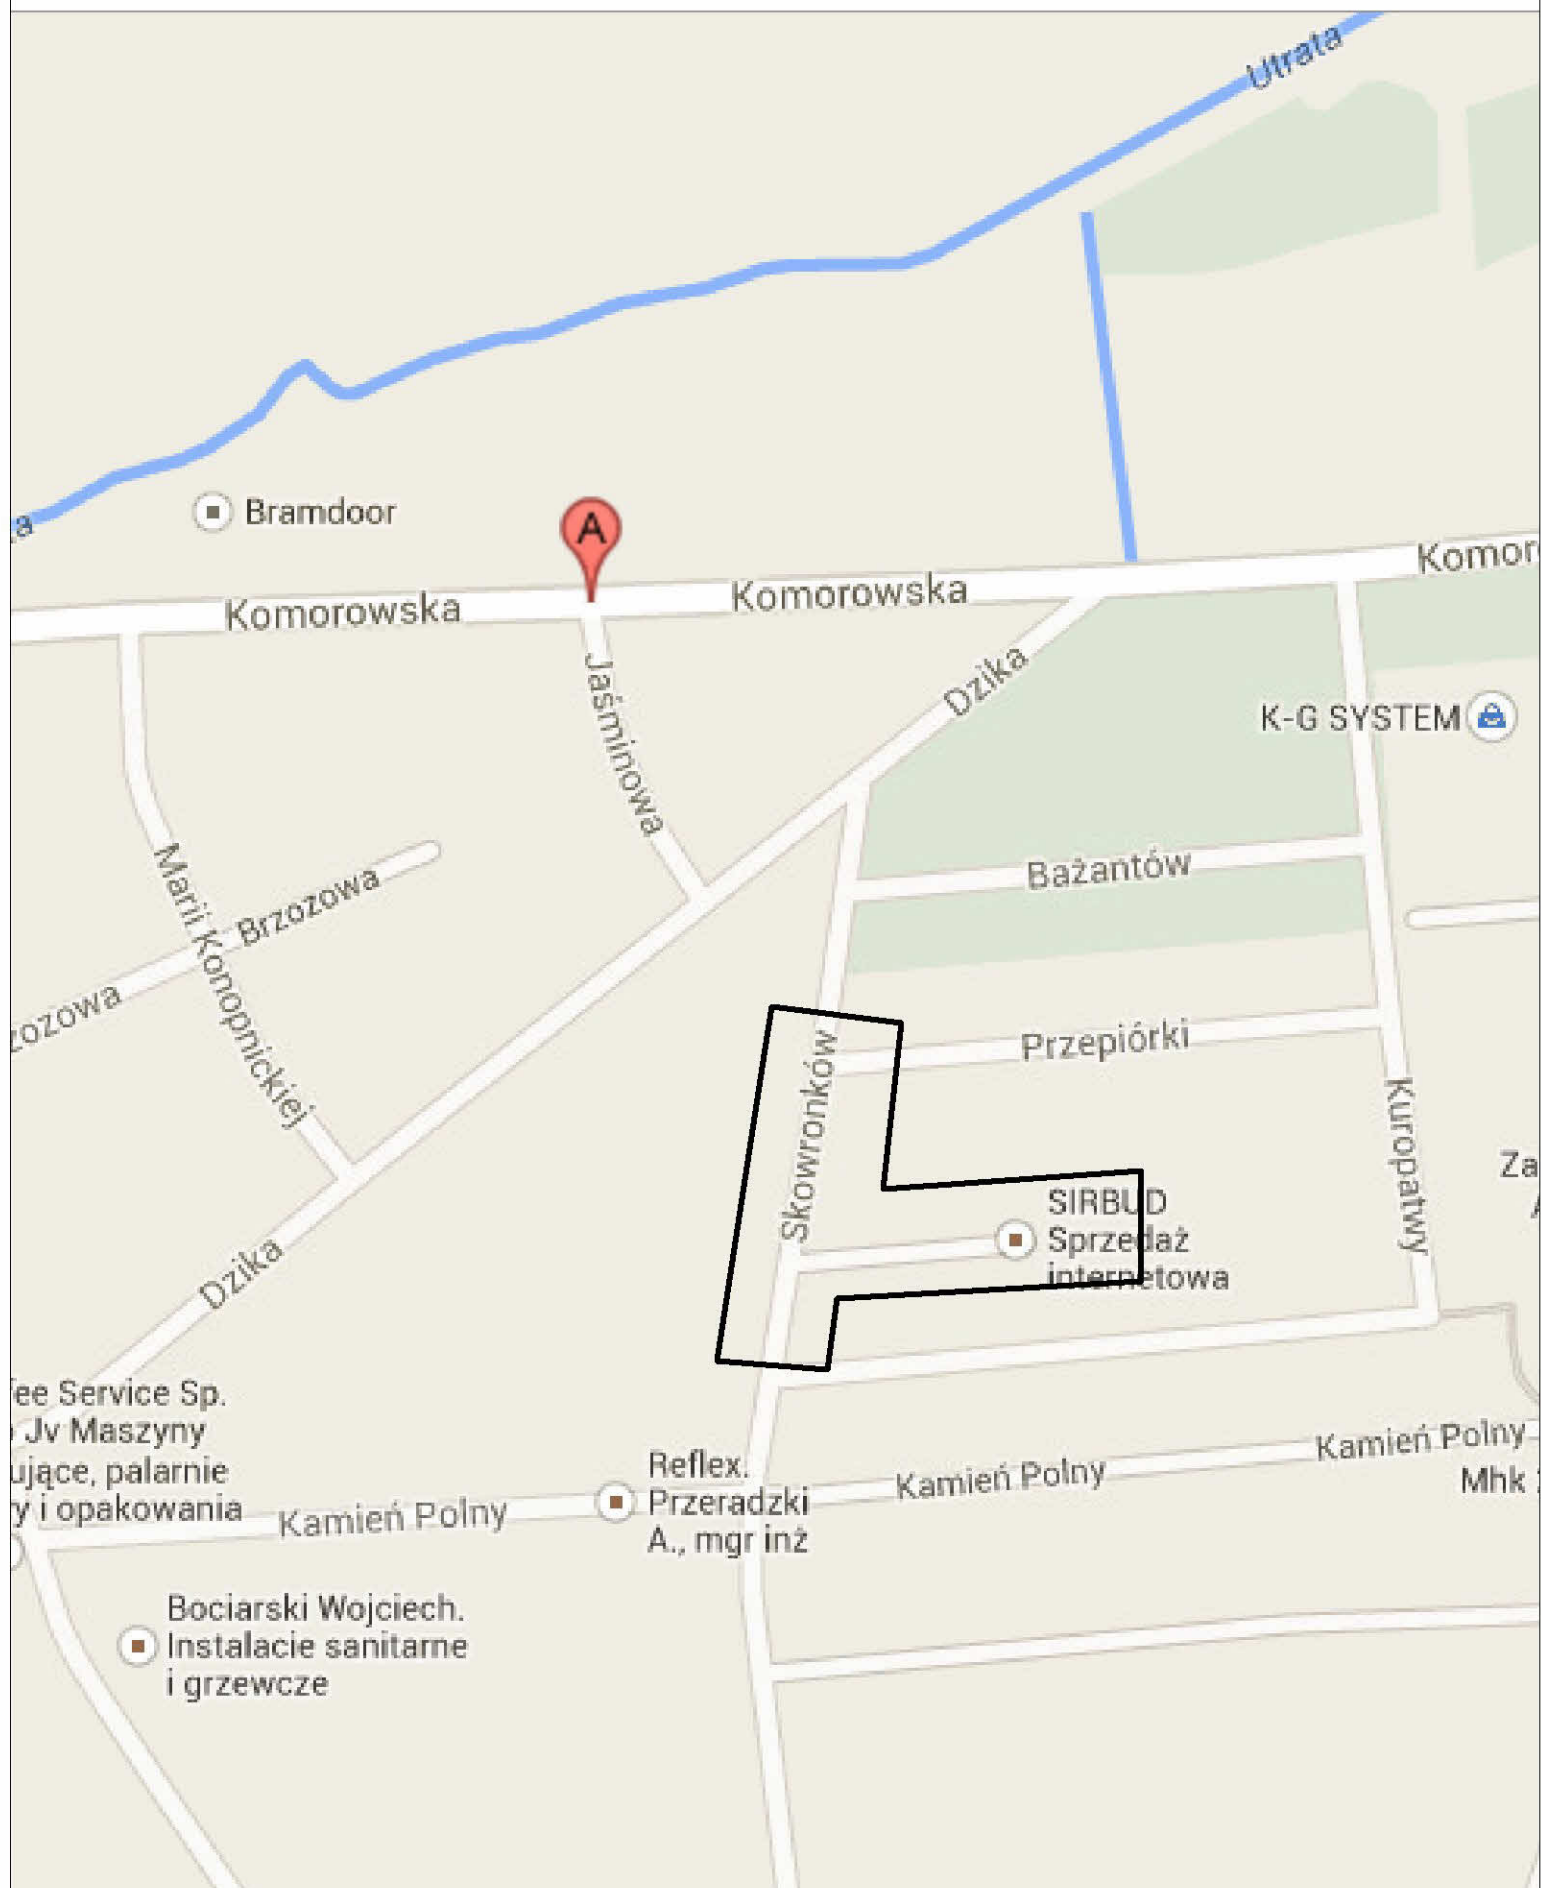 Utrata
a
Bramdoor
A
Komor
Komorowska
Komorowska
Jaśminowa
Dzika
K-G SYSTEM
Marii Konopnickiej
Brzozowa
Bażantów
zozowa
Przepiórki
Skowronków
Kuropatwy
Za
SIRBUD
Sprzedaż
internetowa
Dzika
ee Service Sp.
Jv Maszyny
ujące, palarnie
y i opakowania
Kamień Polny
Reflex.
Przeradzki
A., mgr inż
Kamień Polny
Kamień Polny
Mhk
Bociarski Wojciech.
Instalacie sanitarne
i grzewcze